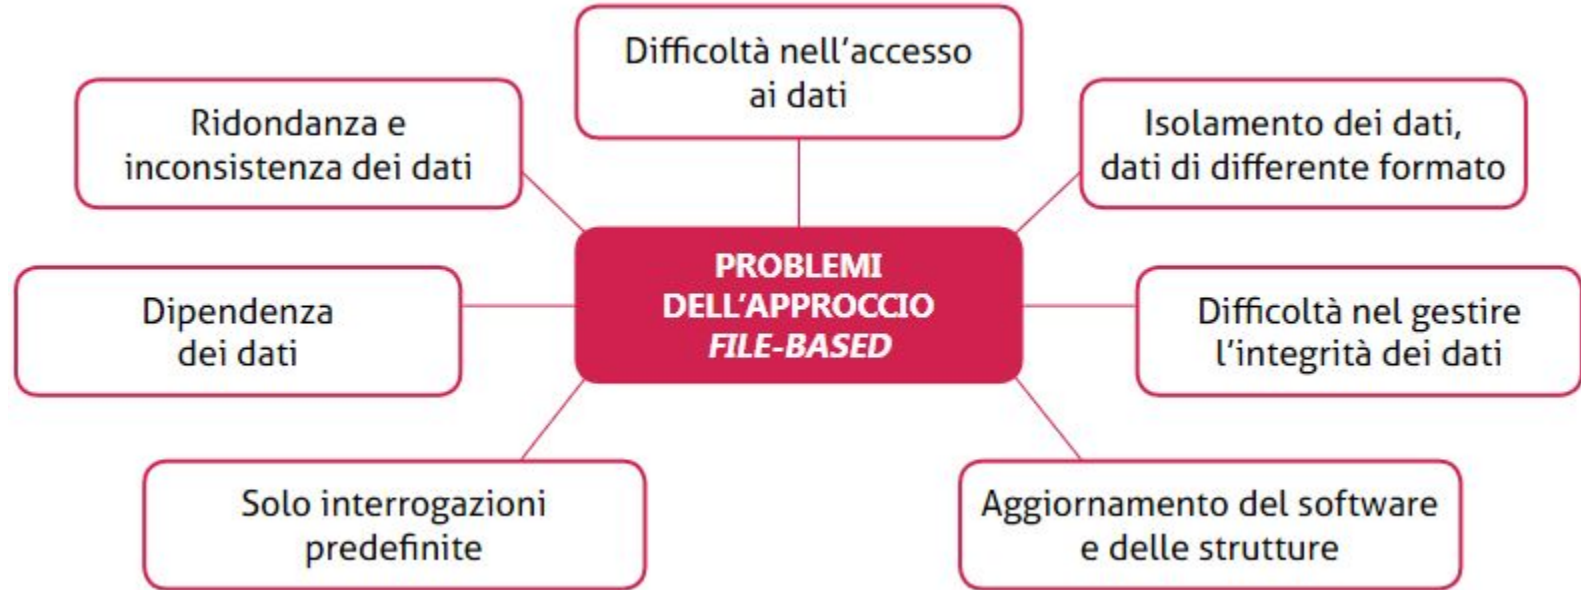 Difficoltà nell'accesso
ai dati
Ridondanza e
inconsistenza dei dati
Isolamento dei dati,
dati di differente formato
PROBLEMI
DELL'APPROCCIO
FILE-BASED
Dipendenza
dei dati
Difficoltà nel gestire
l'integrità dei dati
Solo interrogazioni
predefinite
Aggiornamento del software
e delle strutture